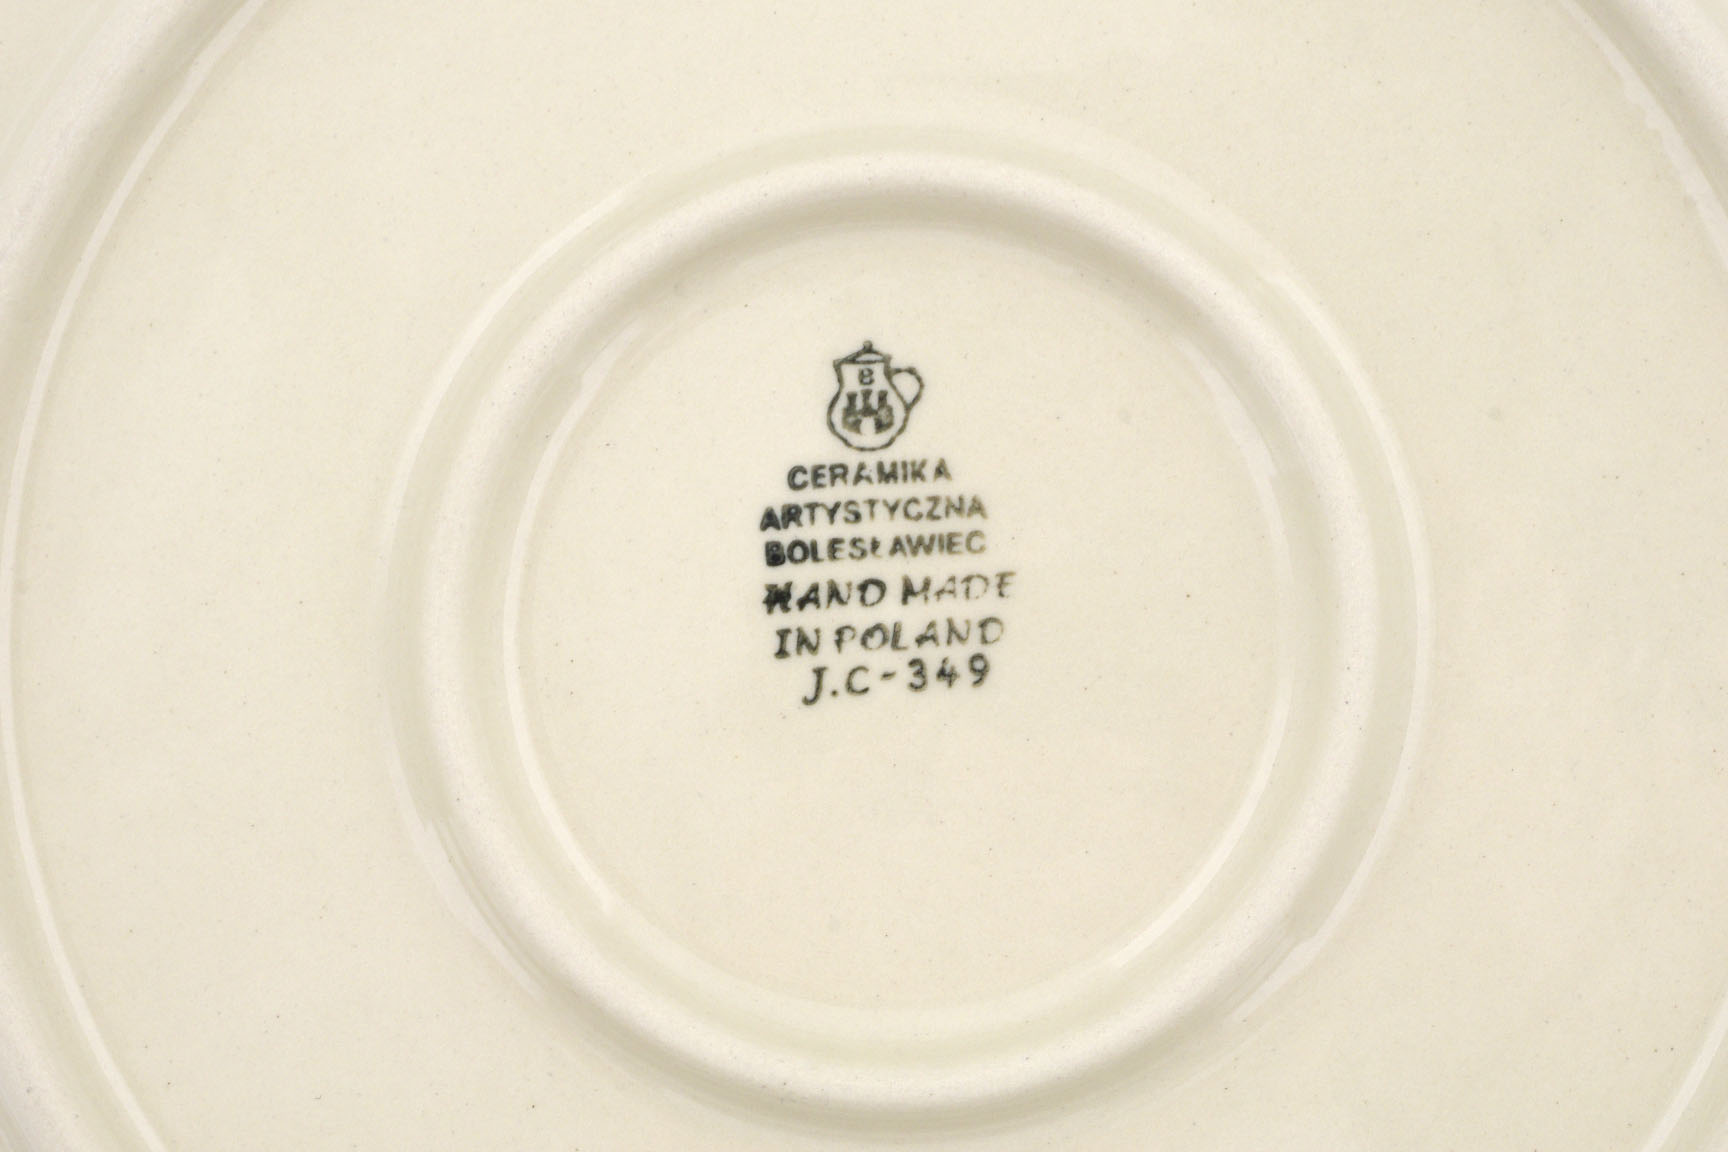 B
CERAMIKA
ARTYSTYCZNA
BOLESŁAWIEC
HAND MADE
IN POLAND
J.C-349